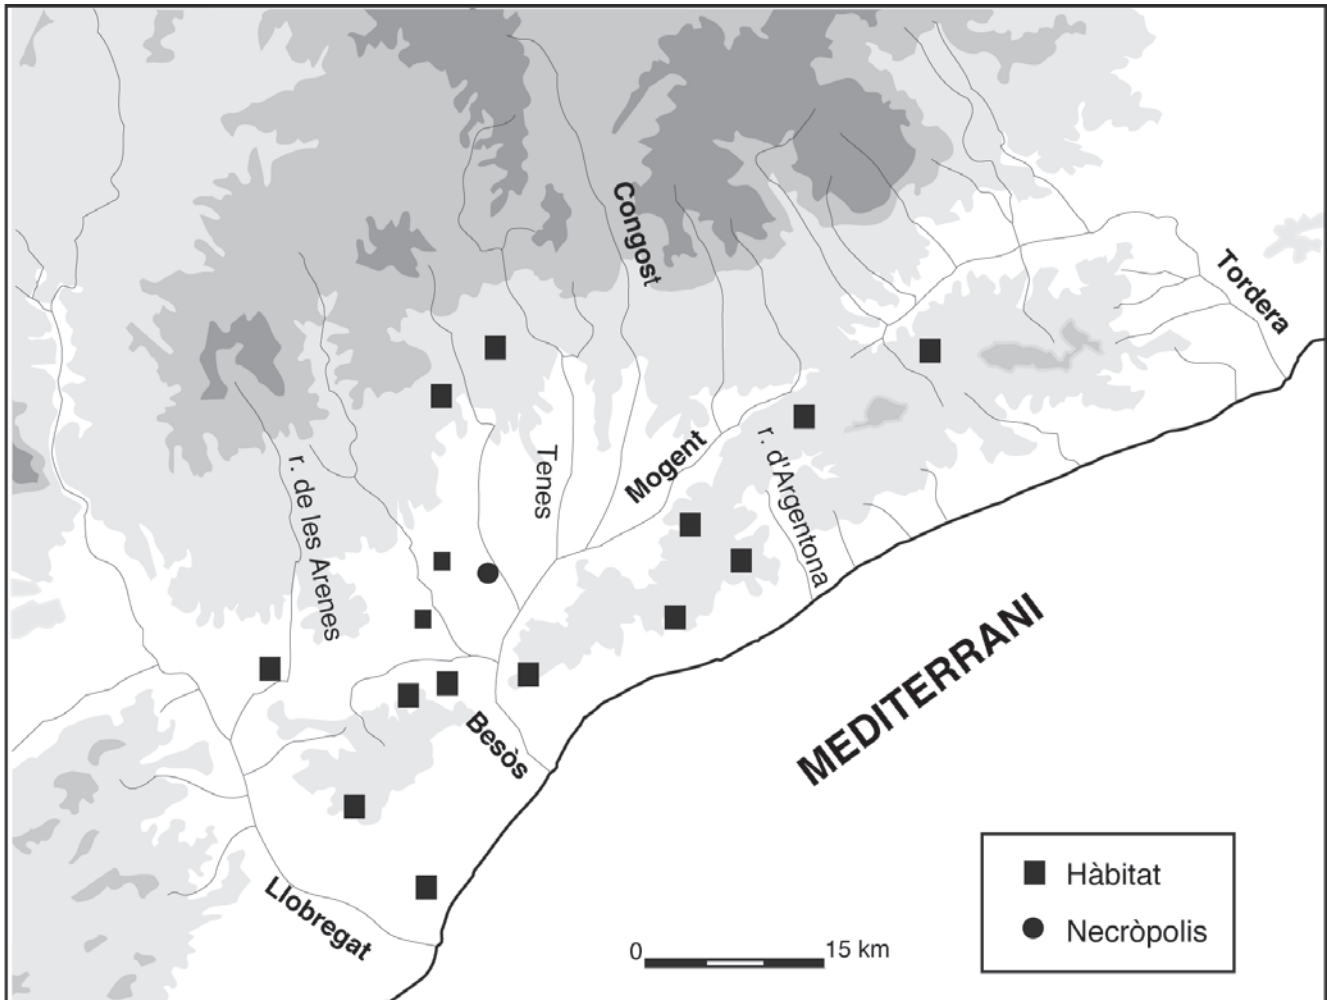 Congost
Tordera
Tenes
Mogent
r. d'Argentona
r. de les Arenes
MEDITERRANI
Besòs
Llobregat
Hàbitat
Necròpolis
0 15 km